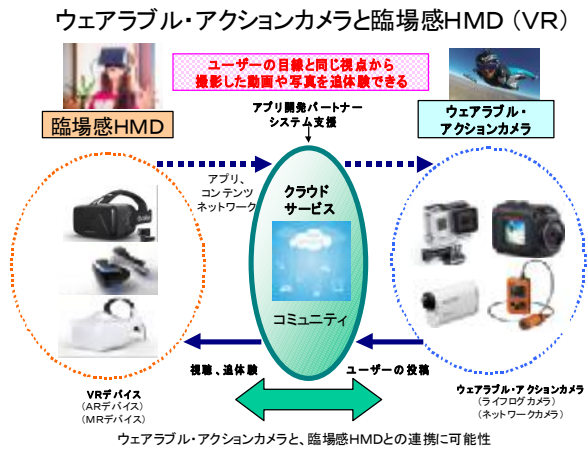 ウェアラブル・アクションカメラと臨場感HMD（VR）
ユーザーの目線と同じ視点から
撮影した動画や写真を追体験できる
臨場感HMD
アプリ開発パートナー
システム支援
ウェアラブル・
アクションカメラ
アプリ、
コンテンツ
ネットワーク
クラウド
サービス
コミュニティ
視聴、追体験
ユーザーの投稿
VRデバイス
（ARデバイス）
（MRデバイス）
ウェアラブル・アクションカメラ
（ライフログカメラ）
（ネットワークカメラ）
ウェアラブル・アクションカメラと、臨場感HMDとの連携に可能性